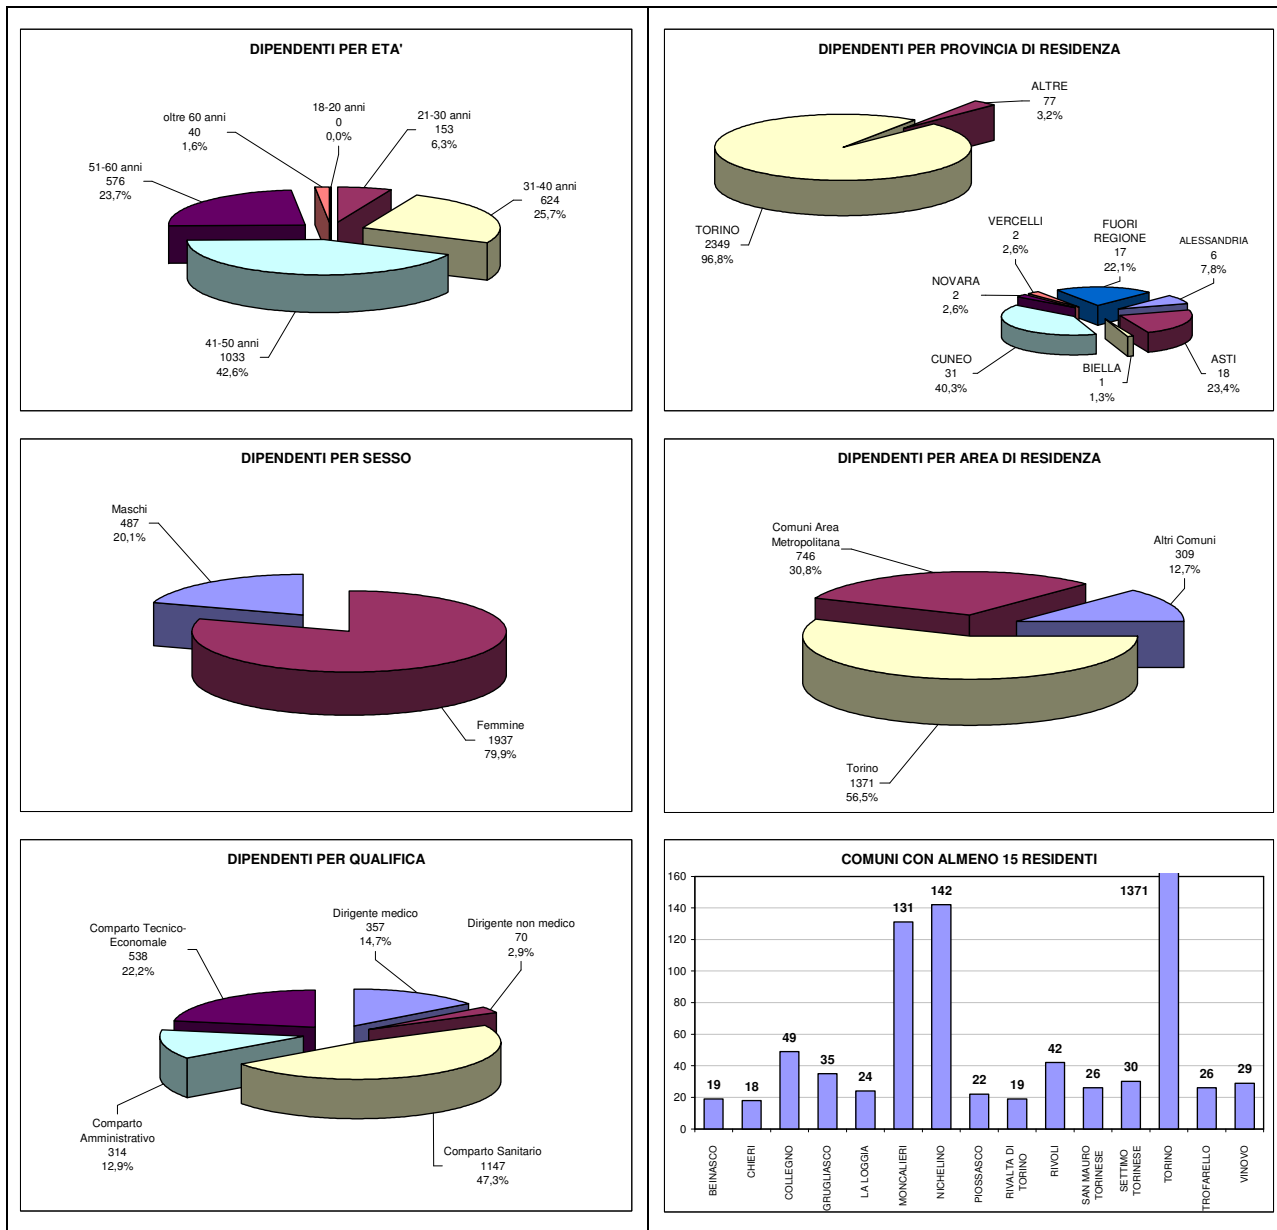 DIPENDENTI PER ETA'
18-20 anni
0
0,0%
21-30 anni
153
6,3%
31-40 anni
624
25,7%
41-50 anni
1033
42,6%
51-60 anni
576
23,7%
oltre 60 anni
40
1,6%
DIPENDENTI PER PROVINCIA DI RESIDENZA
ALTRE
77
3,2%
TORINO
2349
96,8%
VERCELLI
2
2,6%
FUORI
REGIONE
17
22,1%
ALESSANDRIA
6
7,8%
NOVARA
2
2,6%
CUNEO
31
40,3%
BIELLA
1
1,3%
ASTI
18
23,4%
DIPENDENTI PER SESSO
Maschi
487
20,1%
Femmine
1937
79,9%
DIPENDENTI PER AREA DI RESIDENZA
Comuni Area
Metropolitana
746
30,8%
Altri Comuni
309
12,7%
Torino
1371
56,5%
DIPENDENTI PER QUALIFICA
Dirigente medico
357
14,7%
Dirigente non medico
70
2,9%
Comparto Tecnico-
Economale
538
22,2%
Comparto
Amministrativo
314
12,9%
Comparto Sanitario
1147
47,3%
COMUNI CON ALMENO 15 RESIDENTI
160
140
120
100
80
60
40
20
0
19
18
49
35
24
131
142
22
19
42
26
30
1371
26
29
BEINASCO
CHIERI
COLLEGNO
GRUGLIASCO
LA LOGGIA
MONCALIERI
NICHELINO
PIOSSASCO
RIVALTA DI
TORINO
RIVOLI
SAN MAURO
TORINESE
SETTIMO
TORINESE
TORINO
TROFARELLO
VINOVO